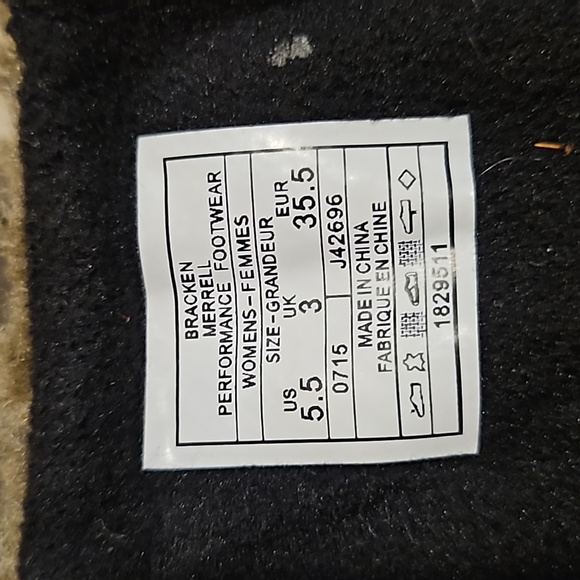 BRACKEN
MERRELL
PERFORMANCE FOOTWEAR
WOMENS-FEMMES
SIZE-GRANDEUR
US UK EUR
5.5 3 35.5
0715 J42696
MADE IN CHINA
FABRIQUE EN CHINE
1829511